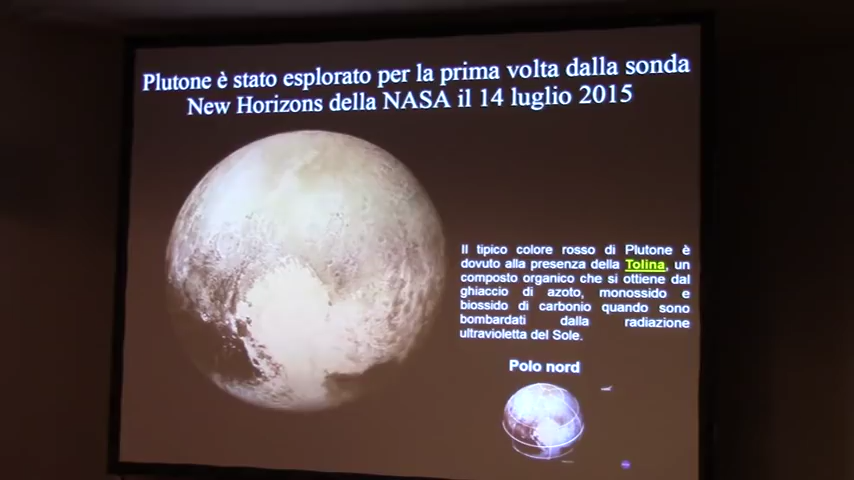 Plutone è stato esplorato per la prima volta dalla sonda
New Horizons della NASA il 14 luglio 2015
Il tipico colore rosso di Plutone è
dovuto alla presenza della Tolina, un
composto organico che si ottiene dal
ghiaccio di azoto, monossido e
biossido di carbonio quando sono
bombardati dalla radiazione
ultravioletta del Sole.
Polo nord